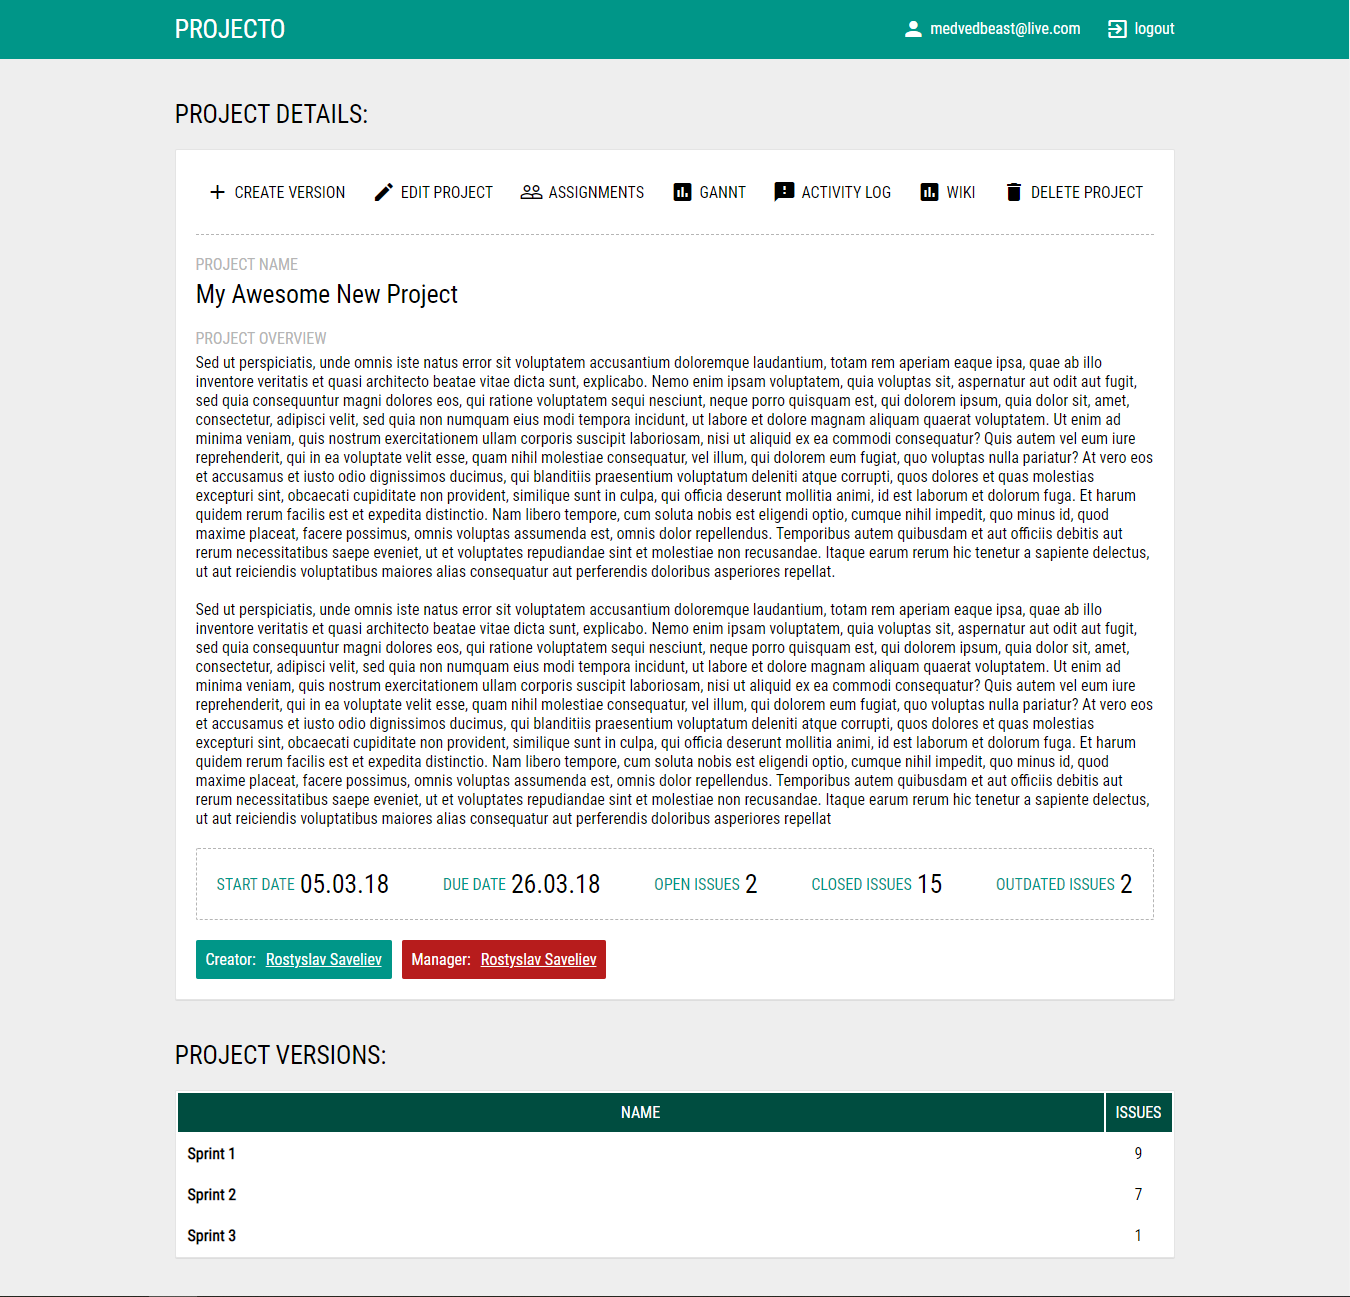 PROJECTO
medvedbeast@live.com logout
PROJECT DETAILS:
CREATE VERSION EDIT PROJECT ASSIGNMENTS GANNT ACTIVITY LOG WIKI DELETE PROJECT
PROJECT NAME
My Awesome New Project
PROJECT OVERVIEW
Sed ut perspiciatis, unde omnis iste natus error sit voluptatem accusantium doloremque laudantium, totam rem aperiam eaque ipsa, quae ab illo
inventore veritatis et quasi architecto beatae vitae dicta sunt, explicabo. Nemo enim ipsam voluptatem, quia voluptas sit, aspernatur aut odit aut fugit,
sed quia consequuntur magni dolores eos, qui ratione voluptatem sequi nesciunt, neque porro quisquam est, qui dolorem ipsum, quia dolor sit, amet,
consectetur, adipisci velit, sed quia non numquam eius modi tempora incidunt, ut labore et dolore magnam aliquam quaerat voluptatem. Ut enim ad
minima veniam, quis nostrum exercitationem ullam corporis suscipit laboriosam, nisi ut aliquid ex ea commodi consequatur? Quis autem vel eum iure
reprehenderit, qui in ea voluptate velit esse, quam nihil molestiae consequatur, vel illum, qui dolorem eum fugiat, quo voluptas nulla pariatur? At vero eos
et accusamus et iusto odio dignissimos ducimus, qui blanditiis praesentium voluptatum deleniti atque corrupti, quos dolores et quas molestias
excepturi sint, obcaecati cupiditate non provident, similique sunt in culpa, qui officia deserunt mollitia animi, id est laborum et dolorum fuga. Et harum
quidem rerum facilis est et expedita distinctio. Nam libero tempore, cum soluta nobis est eligendi optio, cumque nihil impedit, quo minus id, quod
maxime placeat, facere possimus, omnis voluptas assumenda est, omnis dolor repellendus. Temporibus autem quibusdam et aut officiis debitis aut
rerum necessitatibus saepe eveniet, ut et voluptates repudiandae sint et molestiae non recusandae. Itaque earum rerum hic tenetur a sapiente delectus,
ut aut reiciendis voluptatibus maiores alias consequatur aut perferendis doloribus asperiores repellat.
Sed ut perspiciatis, unde omnis iste natus error sit voluptatem accusantium doloremque laudantium, totam rem aperiam eaque ipsa, quae ab illo
inventore veritatis et quasi architecto beatae vitae dicta sunt, explicabo. Nemo enim ipsam voluptatem, quia voluptas sit, aspernatur aut odit aut fugit,
sed quia consequuntur magni dolores eos, qui ratione voluptatem sequi nesciunt, neque porro quisquam est, qui dolorem ipsum, quia dolor sit, amet,
consectetur, adipisci velit, sed quia non numquam eius modi tempora incidunt, ut labore et dolore magnam aliquam quaerat voluptatem. Ut enim ad
minima veniam, quis nostrum exercitationem ullam corporis suscipit laboriosam, nisi ut aliquid ex ea commodi consequatur? Quis autem vel eum iure
reprehenderit, qui in ea voluptate velit esse, quam nihil molestiae consequatur, vel illum, qui dolorem eum fugiat, quo voluptas nulla pariatur? At vero eos
et accusamus et iusto odio dignissimos ducimus, qui blanditiis praesentium voluptatum deleniti atque corrupti, quos dolores et quas molestias
excepturi sint, obcaecati cupiditate non provident, similique sunt in culpa, qui officia deserunt mollitia animi, id est laborum et dolorum fuga. Et harum
quidem rerum facilis est et expedita distinctio. Nam libero tempore, cum soluta nobis est eligendi optio, cumque nihil impedit, quo minus id, quod
maxime placeat, facere possimus, omnis voluptas assumenda est, omnis dolor repellendus. Temporibus autem quibusdam et aut officiis debitis aut
rerum necessitatibus saepe eveniet, ut et voluptates repudiandae sint et molestiae non recusandae. Itaque earum rerum hic tenetur a sapiente delectus,
ut aut reiciendis voluptatibus maiores alias consequatur aut perferendis doloribus asperiores repellat
START DATE 05.03.18 DUE DATE 26.03.18 OPEN ISSUES 2 CLOSED ISSUES 15 OUTDATED ISSUES 2
Creator: Rostyslav Saveliev Manager: Rostyslav Saveliev
PROJECT VERSIONS:
NAME ISSUES
Sprint 1 9
Sprint 2 7
Sprint 3 1